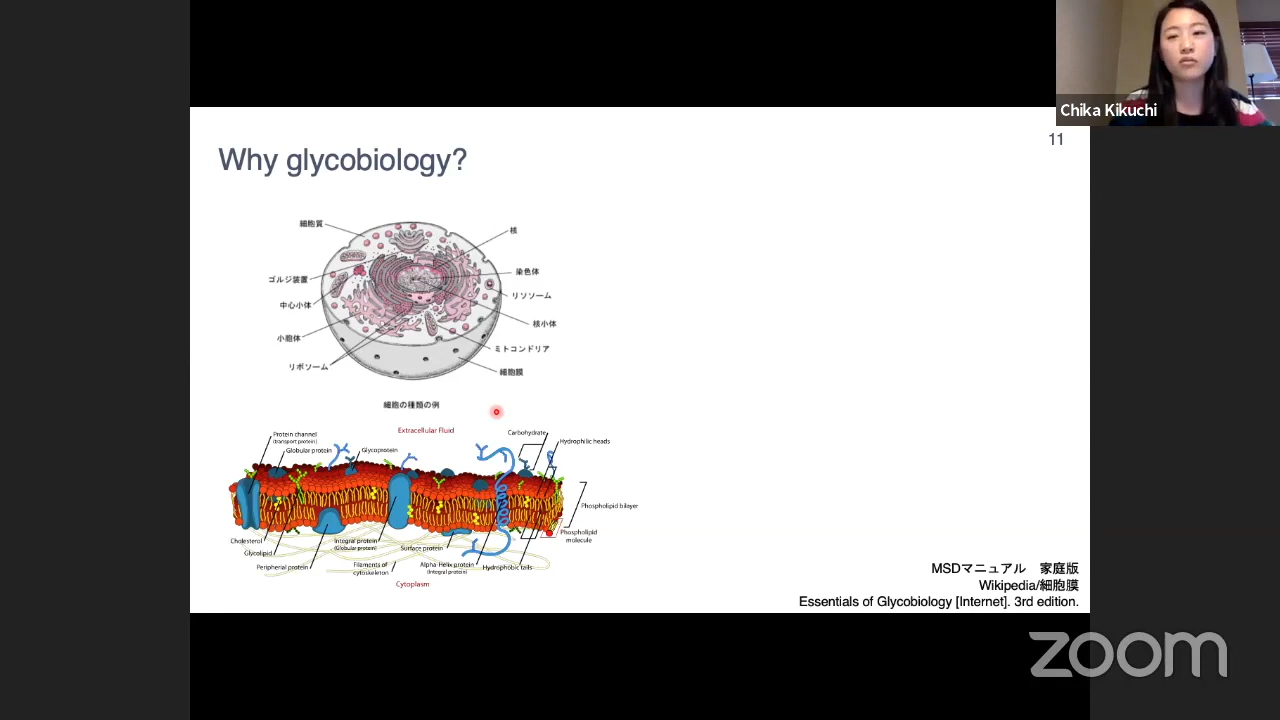 Chika Kikuchi
11
Why glycobiology?
細胞質
核
ゴルジ装置
染色体
中心小体
リソソーム
小胞体
核小体
リボソーム
ミトコンドリア
細胞膜
細胞の種類の例
Extracellular Fluid
Protein channel
(transport protein)
Globular protein
Glycoprotein
Carbohydrate
Hydrophilic heads
Phospholipid bilayer
Phospholipid
molecule
Cholesterol
Glycolipid
Peripheral protein
Integral protein
(Globular protein)
Filaments of
cytoskeleton
Surface protein
Alpha-Helix protein
(Integral protein)
Hydrophobic tails
Cytoplasm
MSDマニュアル 家庭版
Wikipedia/細胞膜
Essentials of Glycobiology [Internet]. 3rd edition.
zoom